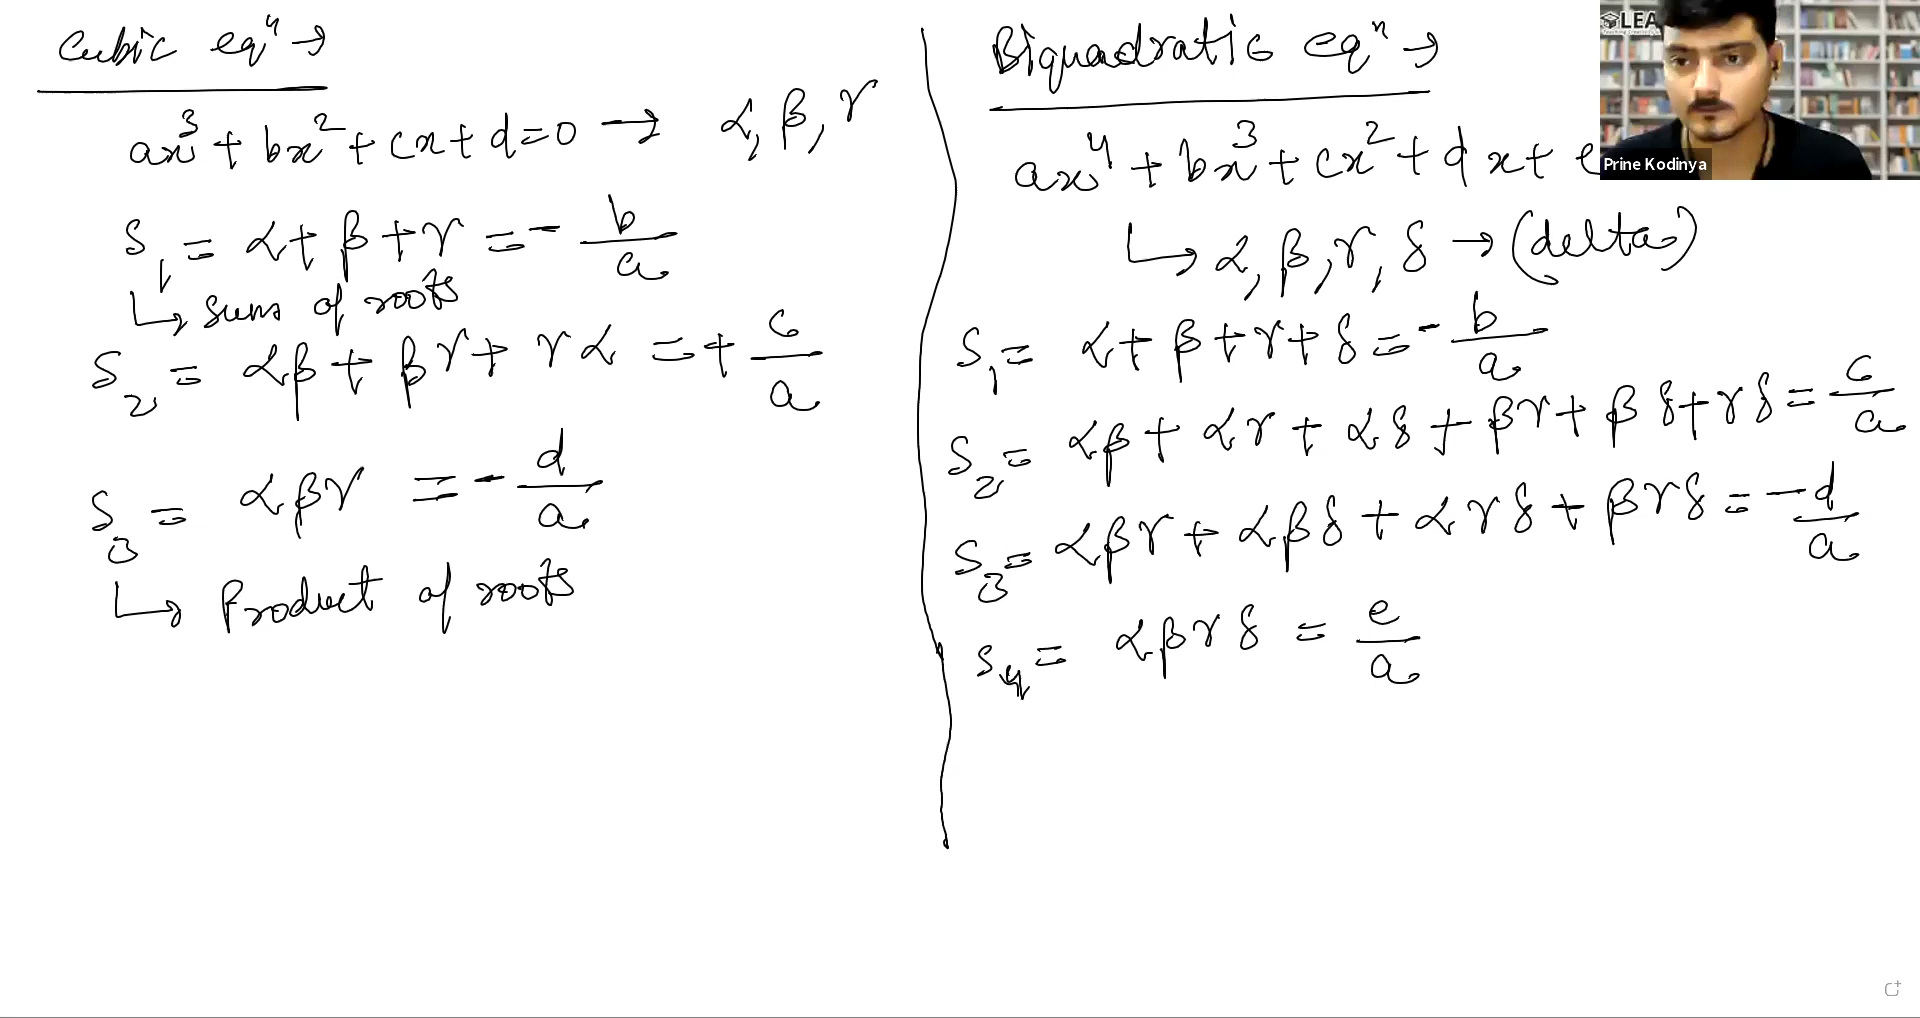 Cubic eqⁿ →
ax³ + bx² + cx + d = 0 → α, β, γ
S₁ = α + β + γ = - b/a
↳ Sum of roots
S₂ = αβ + βγ + γα = + c/a
S₃ = αβγ = - d/a
↳ Product of roots
Biquadratic eqⁿ →
ax⁴ + bx³ + cx² + dx + e
↳ α, β, γ, δ → (delta)
S₁ = α + β + γ + δ = - b/a
S₂ = αβ + αγ + αδ + βγ + βδ + γδ = c/a
S₃ = αβγ + αβδ + αγδ + βγδ = - d/a
S₄ = αβγδ = e/a
LEA
Prine Kodinya